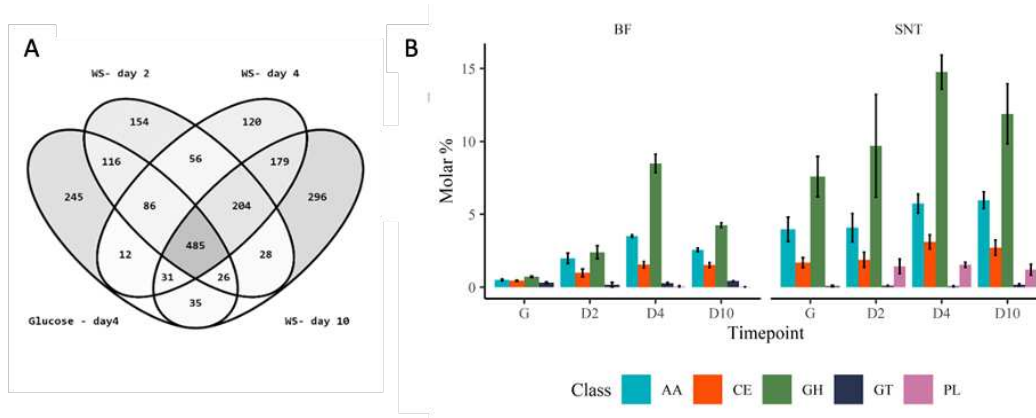 A
WS- day 2
WS- day 4
154
120
116
56
179
245
296
86
204
485
12
28
31
26
35
Glucose - day4
WS- day 10
B
BF
SNT
Molar %
15
10
5
0
G
D2
D4
D10
G
D2
D4
D10
Timepoint
Class
AA
CE
GH
GT
PL